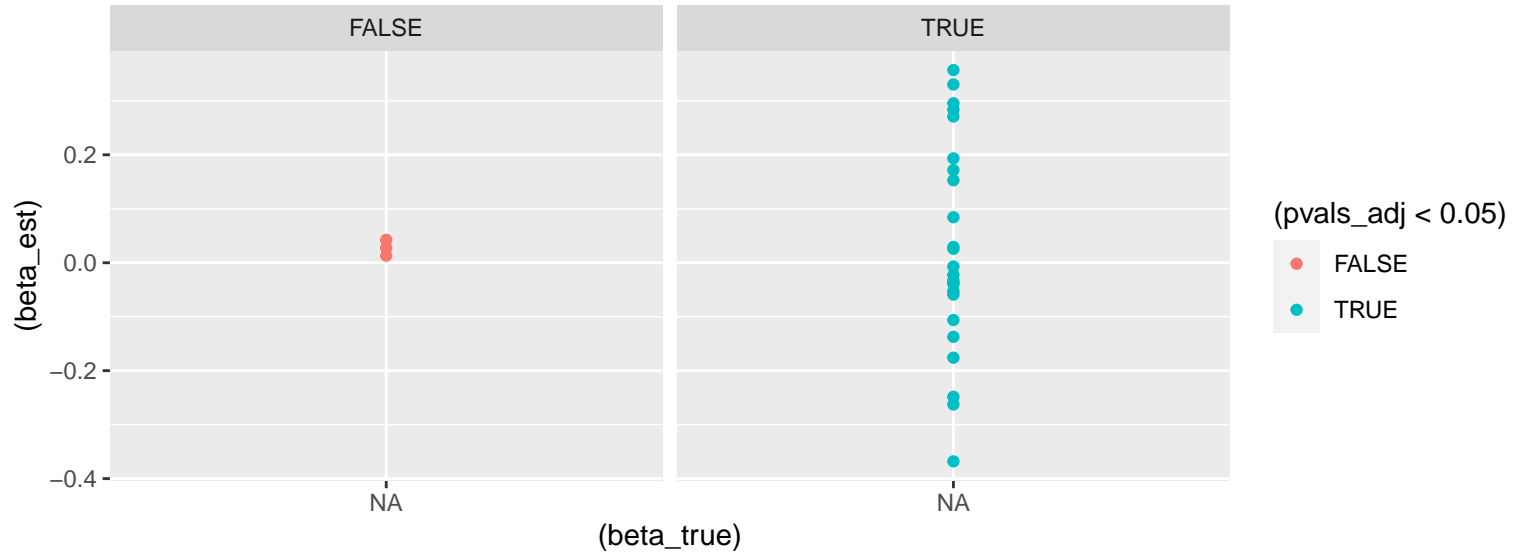 FALSE
TRUE
0.2
0.0
−0.2
−0.4
(beta_est)
NA
NA
(beta_true)
(pvals_adj < 0.05)
FALSE
TRUE